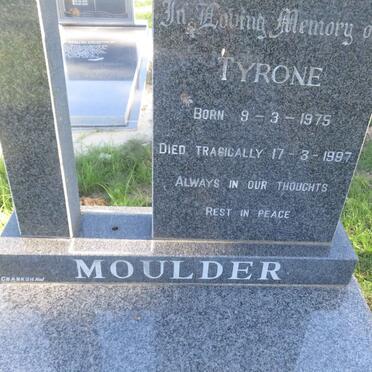 In Loving Memory o
TYRONE
BORN 9-3-1975
DIED TRAGICALLY 17-3-1997
ALWAYS IN OUR THOUGHTS
REST IN PEACE
MOULDER